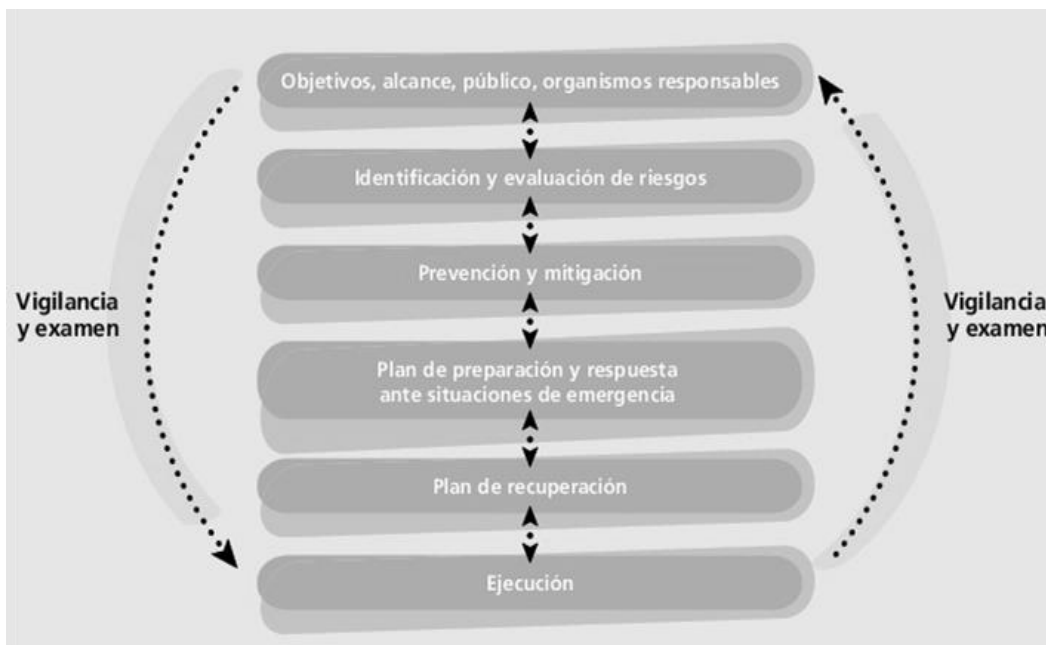 Objetivos, alcance, público, organismos responsables
Identificación y evaluación de riesgos
Prevención y mitigación
Vigilancia
y examen
Vigilancia
y examen
Plan de preparación y respuesta
ante situaciones de emergencia
Plan de recuperación
Ejecución